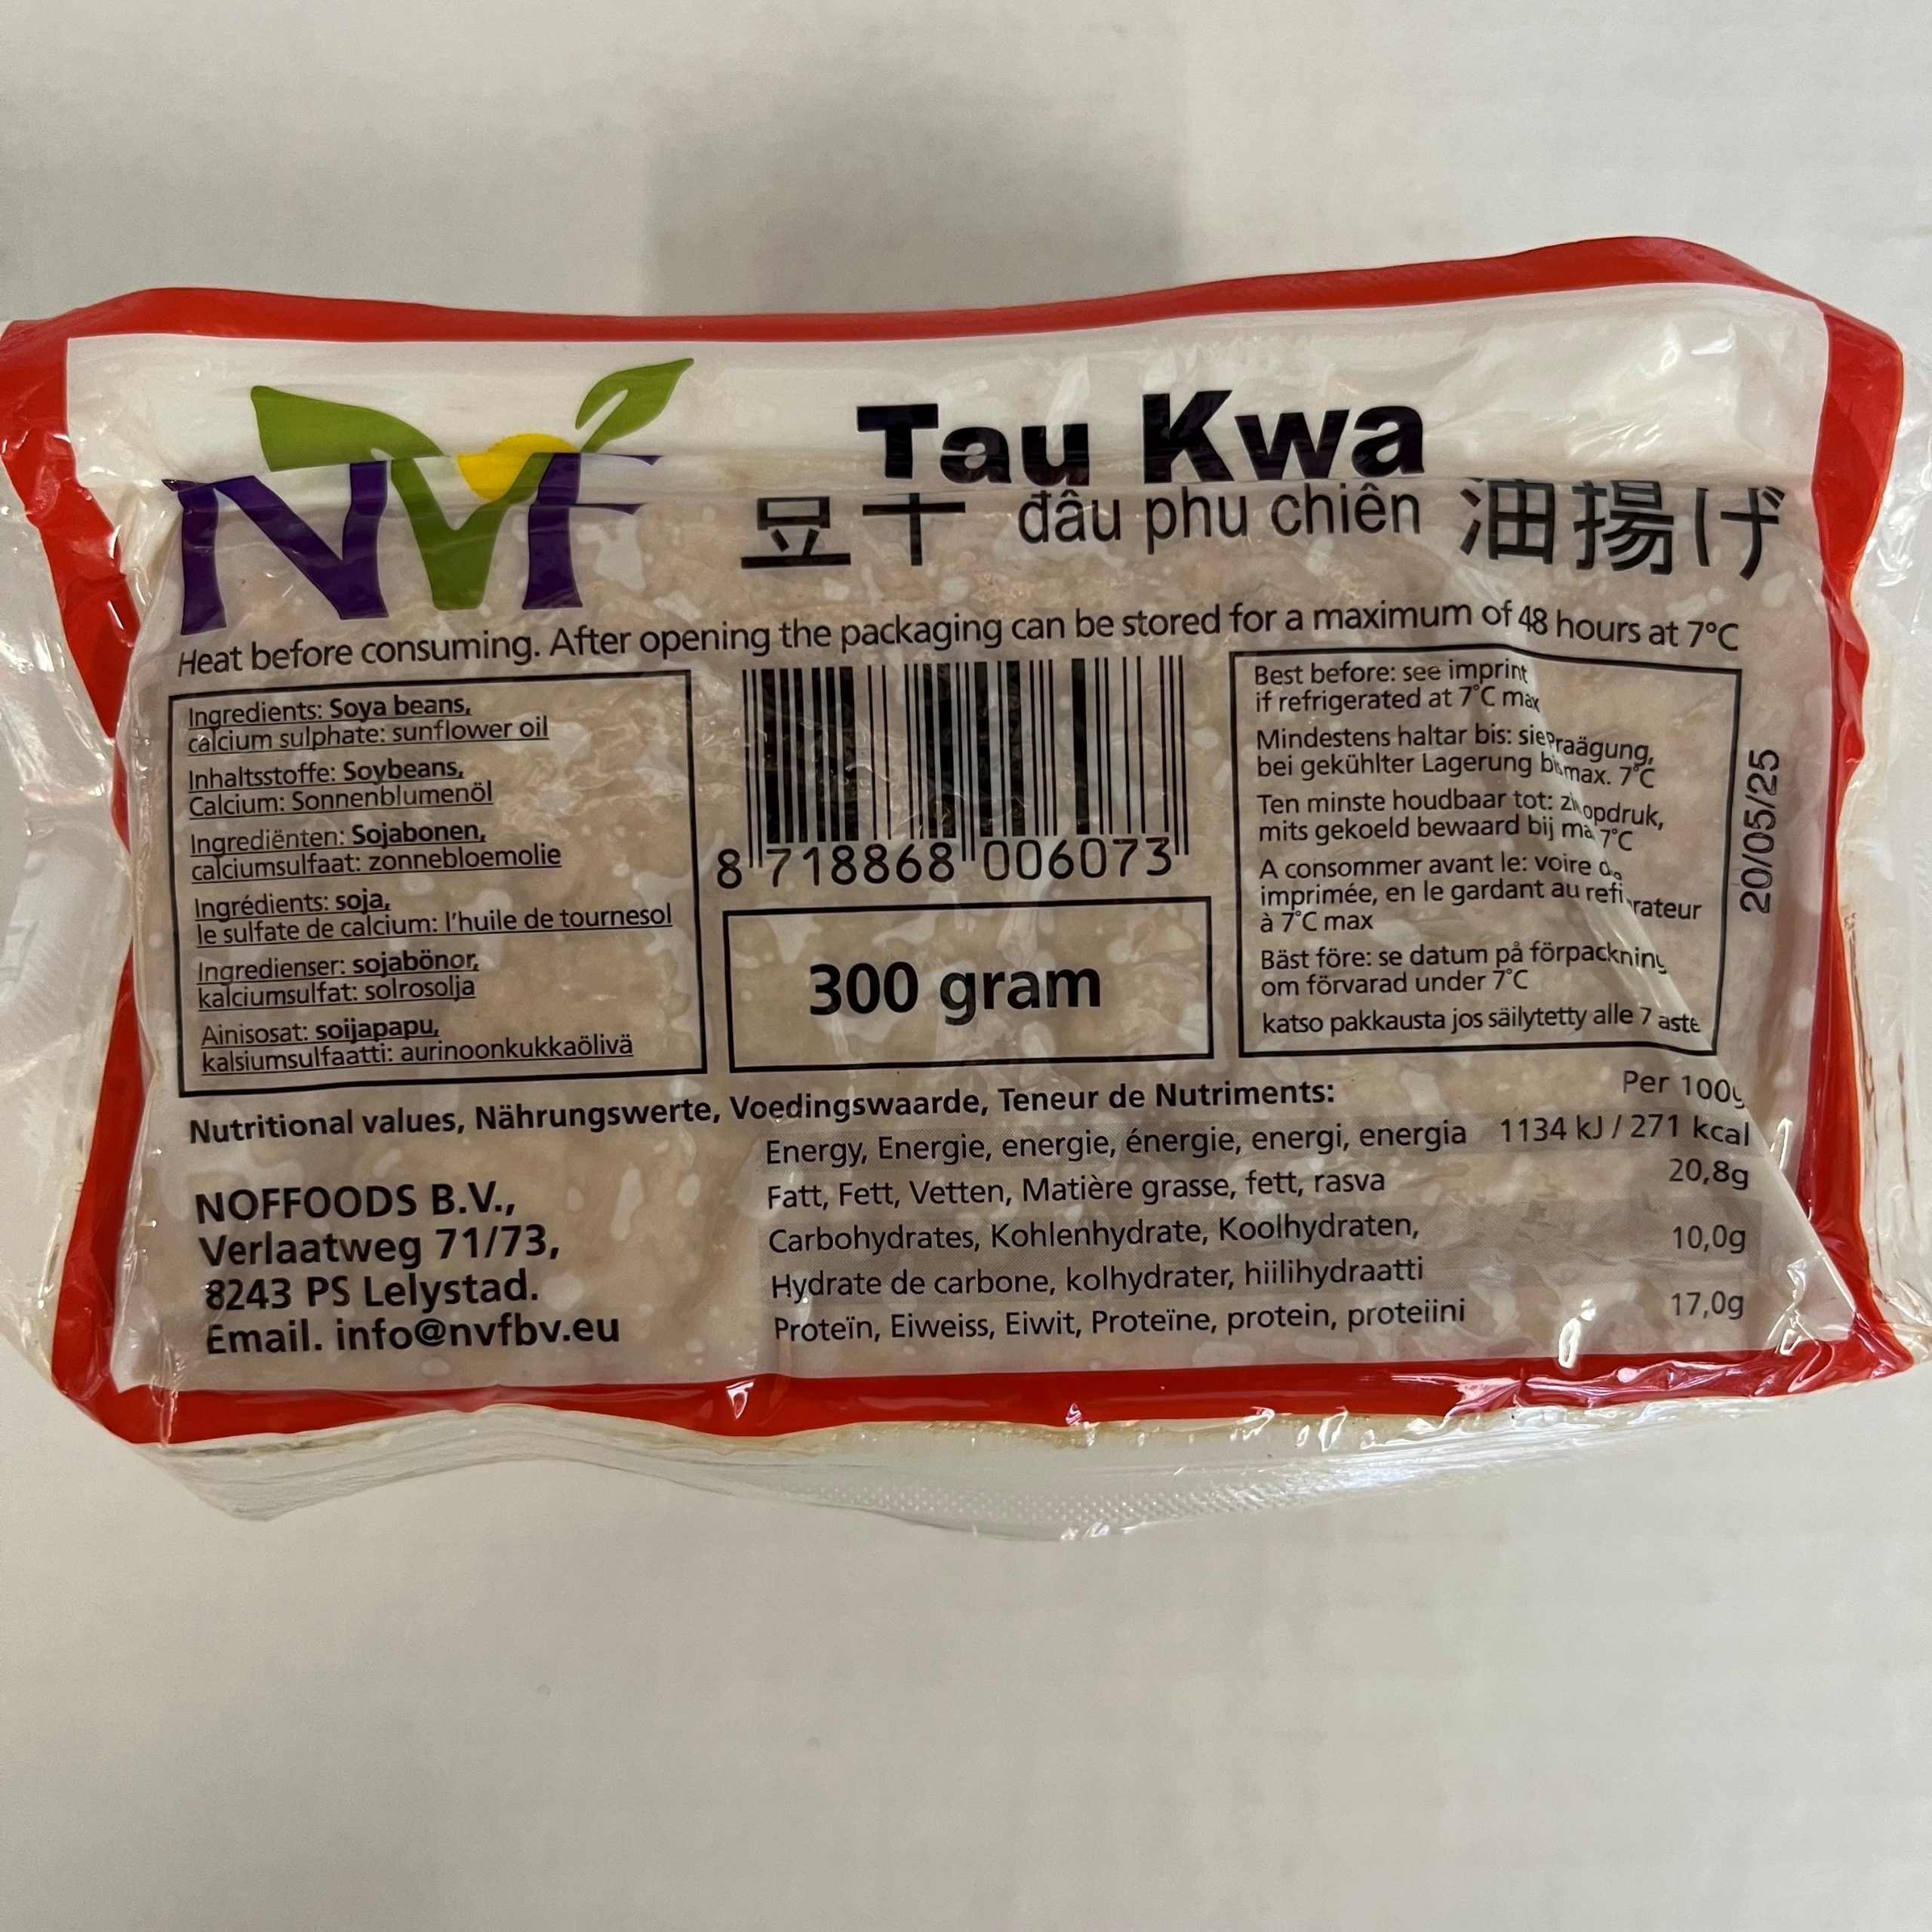 NVF
Tau Kwa
豆干 đâu phu chiên 油揚げ
Heat before consuming. After opening the packaging can be stored for a maximum of 48 hours at 7°C
Ingredients: Soya beans,
calcium sulphate: sunflower oil
Inhaltsstoffe: Soybeans,
Calcium: Sonnenblumenöl
Ingrediënten: Sojabonen,
calciumsulfaat: zonnebloemolie
Ingrédients: soja,
le sulfate de calcium: l'huile de tournesol
Ingredienser: sojabönor,
kalciumsulfat: solrosolja
Ainisosat: soijapapu,
kalsiumsulfaatti: aurinoonkukkaölivä
8 718868 006073
300 gram
Best before: see imprint
if refrigerated at 7°C max
Mindestens haltar bis:
bei gekühlter Lagerung max. 7°C
Ten minste houdbaar tot: opdruk,
mits gekoeld bewaard bij 7°C
A consommer avant le: voire
imprimée, en le gardant au
à 7°C max
Bäst före: se datum på
om förvarad under 7°C
katso pakkausta jos säilytetty alle 7
20/05/25
Nutritional values, Nährungswerte, Voedingswaarde, Teneur de Nutriments: Per 100g
Energy, Energie, energie, énergie, energi, energia 1134 kJ / 271 kcal
Fatt, Fett, Vetten, Matière grasse, fett, rasva 20,8g
Carbohydrates, Kohlenhydrate, Koolhydraten, 10,0g
Hydrate de carbone, kolhydrater, hiilihydraatti
Proteïn, Eiweiss, Eiwit, Proteïne, protein, proteiini 17,0g
NOFFOODS B.V.,
Verlaatweg 71/73,
8243 PS Lelystad.
Email. info@nvfbv.eu